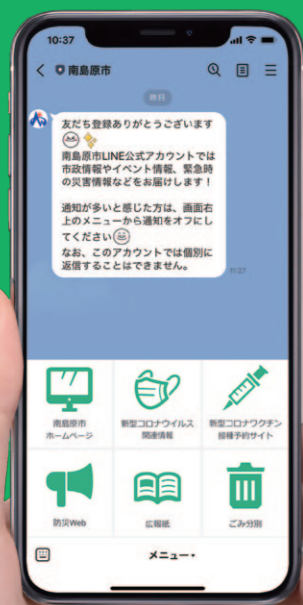 10:37
南島原市
昨日
友だち登録ありがとうございます
南島原市LINE公式アカウントでは
市政情報やイベント情報、緊急時
の災害情報などをお届けします！
通知が多いと感じた方は、画面右
上のメニューから通知をオフにし
てください
なお、このアカウントでは個別に
返信することはできません。
11:37
南島原市
ホームページ
新型コロナウイルス
関連情報
新型コロナワクチン
接種予約サイト
防災Web
広報紙
ごみ分別
メニュー